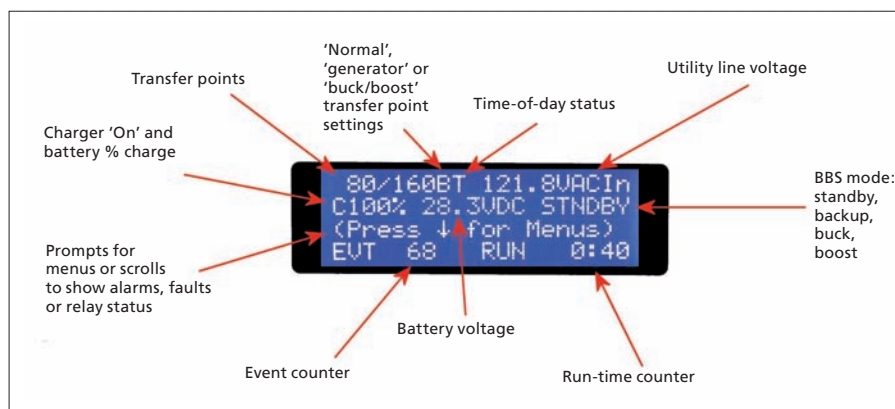 'Normal',
'generator' or
'buck/boost'
transfer point
settings
Transfer points
Utility line voltage
Time-of-day status
Charger 'On' and
battery % charge
80/160BT 121.8VACIn
C100% 28.3VDC STNDBY
(Press ↓ for Menus)
EVT 68 RUN 0:40
BBS mode:
standby,
backup,
buck,
boost
Prompts for
menus or scrolls
to show alarms, faults
or relay status
Battery voltage
Event counter
Run-time counter